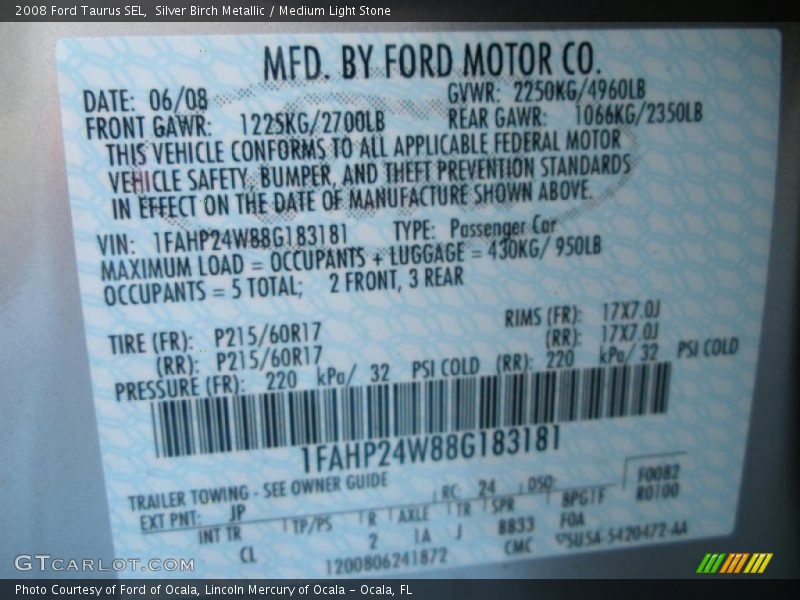 2008 Ford Taurus SEL,  Silver Birch Metallic / Medium Light Stone
MFD. BY FORD MOTOR CO.
DATE: 06/08 GVWR: 2250KG/4960LB
FRONT GAWR: 1225KG/2700LB REAR GAWR: 1066KG/2350LB
THIS VEHICLE CONFORMS TO ALL APPLICABLE FEDERAL MOTOR
VEHICLE SAFETY, BUMPER, AND THEFT PREVENTION STANDARDS
IN EFFECT ON THE DATE OF MANUFACTURE SHOWN ABOVE.
VIN: 1FAHP24W88G183181 TYPE: Passenger Car
MAXIMUM LOAD = OCCUPANTS + LUGGAGE = 430KG/ 950LB
OCCUPANTS = 5 TOTAL; 2 FRONT, 3 REAR
TIRE (FR): P215/60R17 RIMS (FR): 17X7.0J
(RR): P215/60R17 (RR): 17X7.0J
PRESSURE (FR): 220 kPa/ 32 PSI COLD (RR): 220 kPa/ 32 PSI COLD
1FAHP24W88G183181
TRAILER TOWING - SEE OWNER GUIDE RC: 24 DSO: F0082
EXT PNT: JP R0100
INT TR TP/PS R AXLE TR SPR 8PGTF
CL 2 1A J BB33 FOA
1200806241872 CMC 5U5A-5420472-AA
GTCARLOT.COM
Photo Courtesy of Ford of Ocala, Lincoln Mercury of Ocala - Ocala, FL